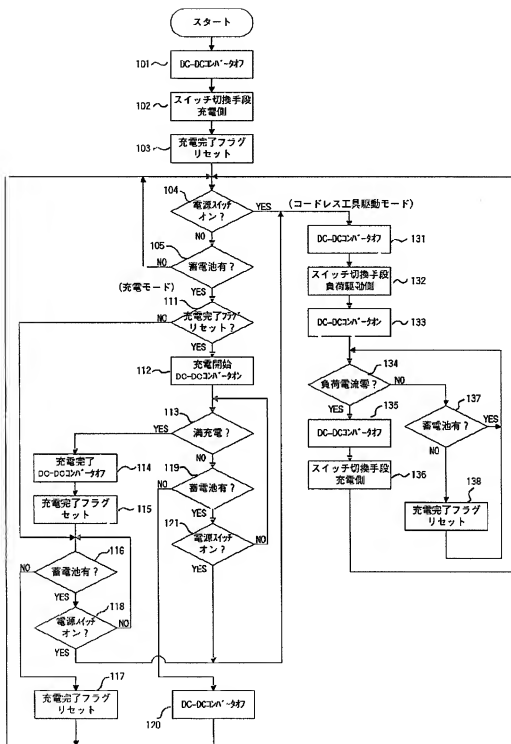 スタート
101
DC-DCコンバータオフ
102
スイッチ切換手段
充電側
103
充電完了フラグ
リセット
104
電源スイッチ
オン?
YES
NO
(コードレス工具駆動モード)
105
蓄電池有?
NO
YES
(充電モード)
111
充電完了フラグ
リセット?
NO
YES
112
充電開始
DC-DCコンバータオン
113
満充電?
YES
NO
充電完了
DC-DCコンバータオフ
114
充電完了フラグ
セット
115
116
蓄電池有?
NO
YES
118
電源スイッチ
オン?
NO
YES
117
充電完了フラグ
リセット
119
蓄電池有?
NO
YES
121
電源スイッチ
オン?
NO
YES
DC-DCコンバータオフ
120
DC-DCコンバータオフ
131
スイッチ切換手段
負荷駆動側
132
DC-DCコンバータオン
133
134
負荷電流零?
NO
YES
135
DC-DCコンバータオフ
スイッチ切換手段
充電側
136
137
蓄電池有?
YES
NO
138
充電完了フラグ
リセット